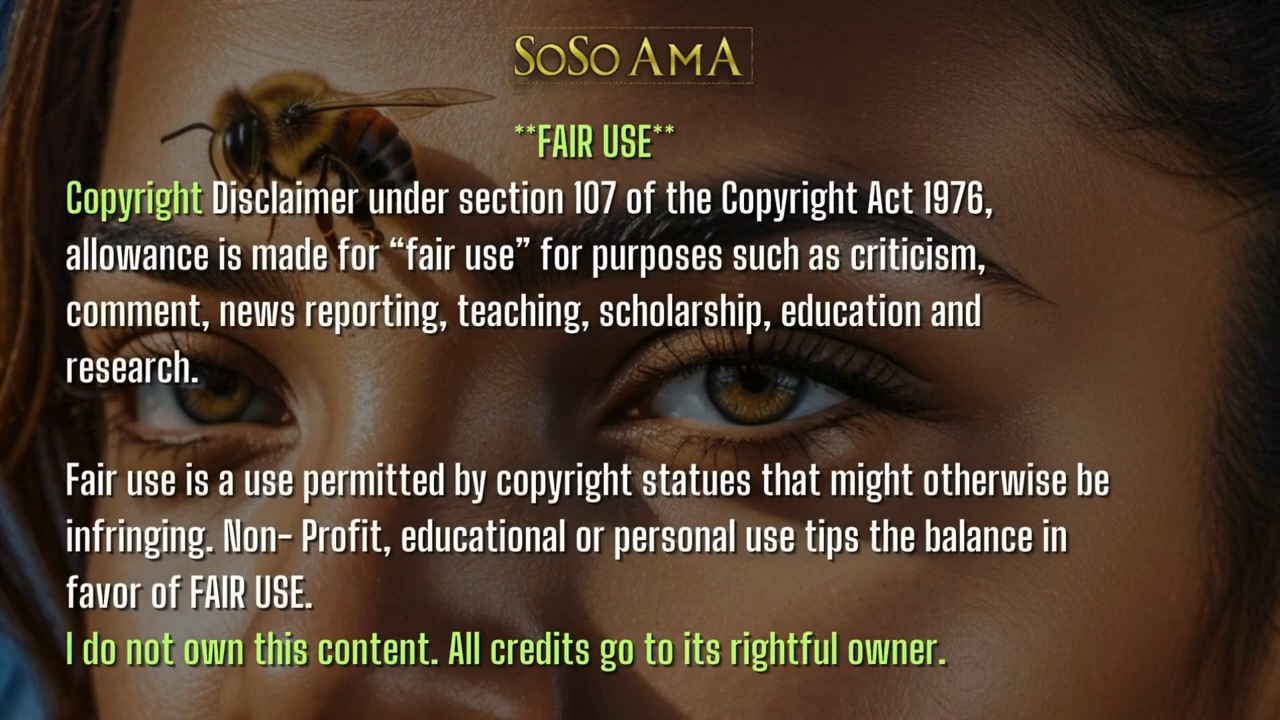 SoSo AmA
**FAIR USE**
Copyright Disclaimer under section 107 of the Copyright Act 1976,
allowance is made for “fair use” for purposes such as criticism,
comment, news reporting, teaching, scholarship, education and
research.
Fair use is a use permitted by copyright statues that might otherwise be
infringing. Non- Profit, educational or personal use tips the balance in
favor of FAIR USE.
I do not own this content. All credits go to its rightful owner.